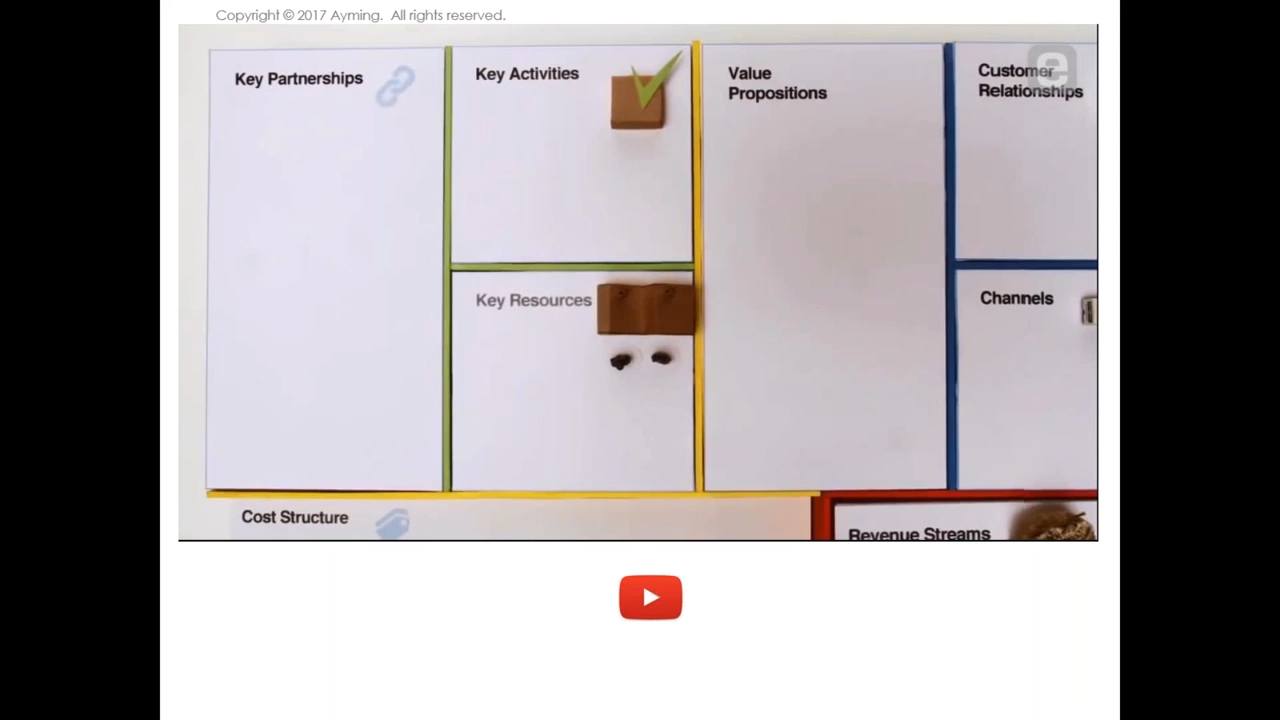 Copyright © 2017 Ayming.  All rights reserved.
Key Partnerships
Key Activities
Value
Propositions
Customer
Relationships
e
Key Resources
Channels
Cost Structure
Revenue Streams